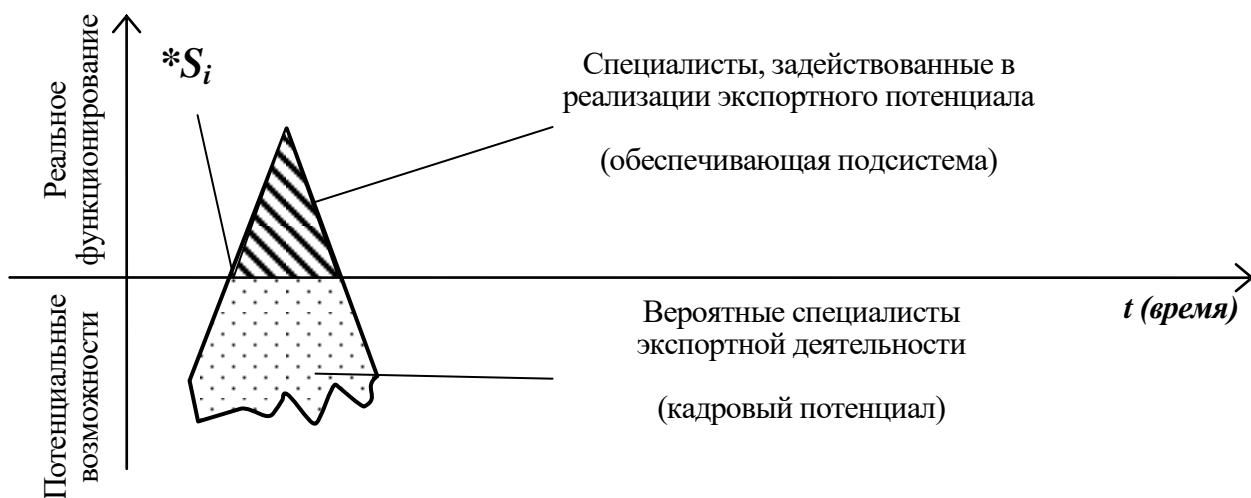 Реальное
функционирование
*Si
Специалисты, задействованные в
реализации экспортного потенциала
(обеспечивающая подсистема)
Потенциальные
возможности
Вероятные специалисты
экспортной деятельности
(кадровый потенциал)
t (время)